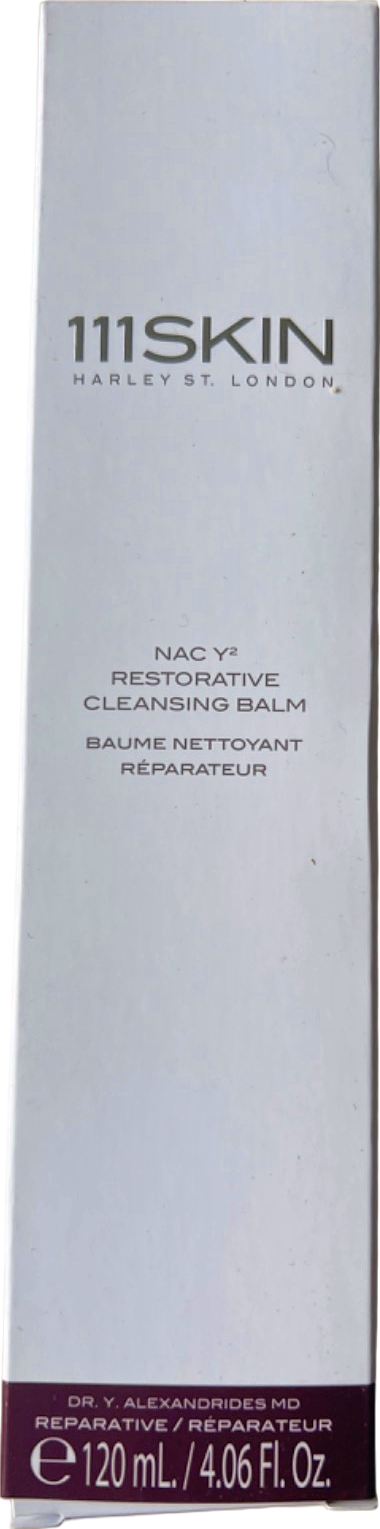 111SKIN
HARLEY ST. LONDON
NAC Y²
RESTORATIVE
CLEANSING BALM
BAUME NETTOYANT
RÉPARATEUR
DR. Y. ALEXANDRIDES MD
REPARATIVE / RÉPARATEUR
℮ 120 mL. / 4.06 Fl. Oz.